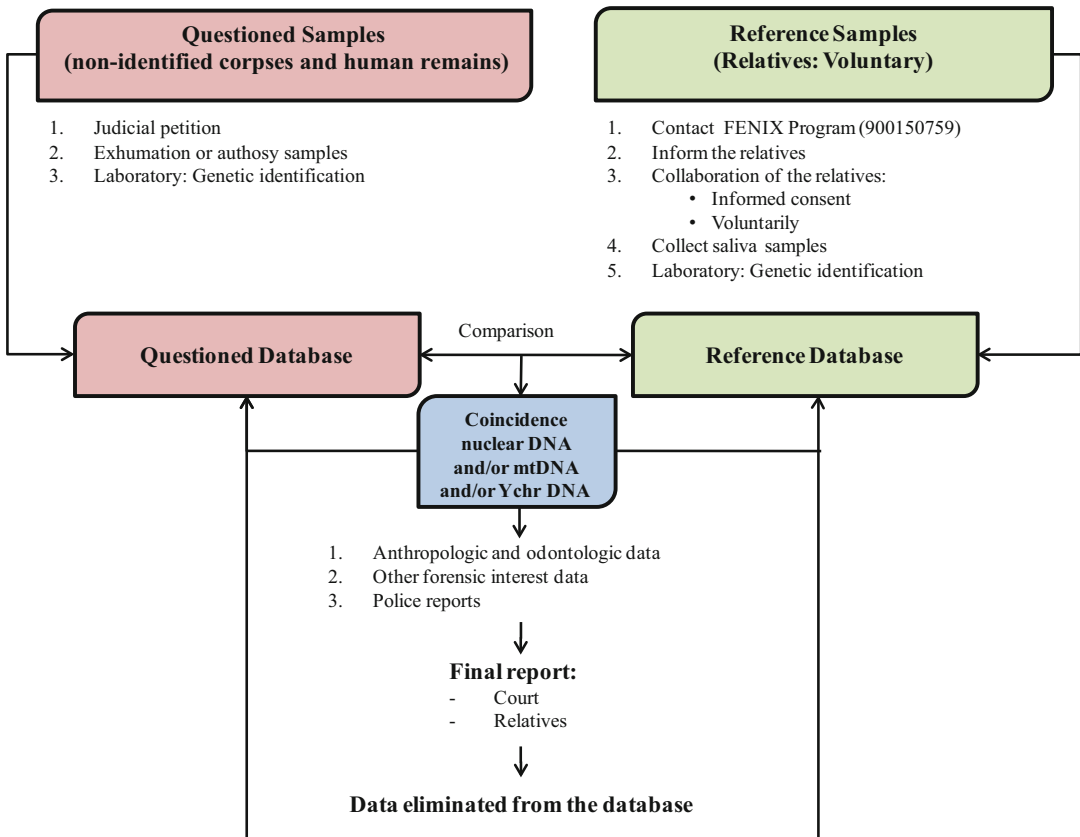 Questioned Samples
(non-identified corpses and human remains)
1. Judicial petition
2. Exhumation or authosy samples
3. Laboratory: Genetic identification
Reference Samples
(Relatives: Voluntary)
1. Contact FENIX Program (900150759)
2. Inform the relatives
3. Collaboration of the relatives:
• Informed consent
• Voluntarily
4. Collect saliva samples
5. Laboratory: Genetic identification
Questioned Database
Comparison
Reference Database
Coincidence
nuclear DNA
and/or mtDNA
and/or Ychr DNA
1. Anthropologic and odontologic data
2. Other forensic interest data
3. Police reports
Final report:
- Court
- Relatives
Data eliminated from the database